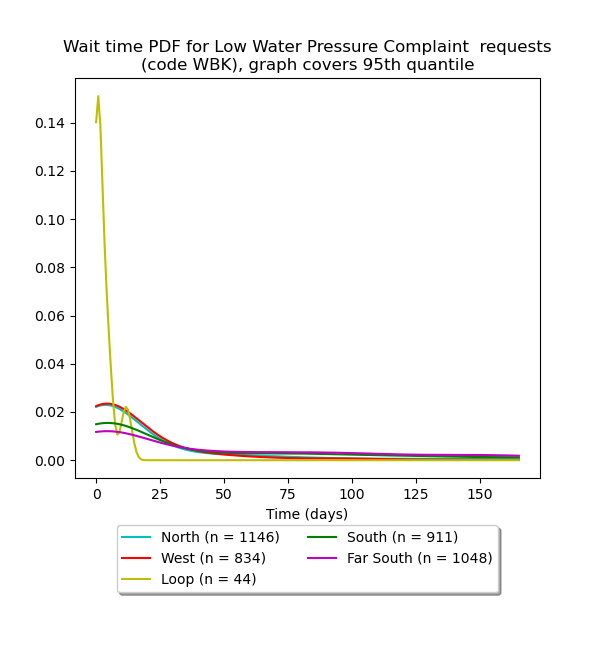 Wait time PDF for Low Water Pressure Complaint  requests
(code WBK), graph covers 95th quantile
0.14
0.12
0.10
0.08
0.06
0.04
0.02
0.00
0 25 50 75 100 125 150
Time (days)
North (n = 1146) South (n = 911)
West (n = 834) Far South (n = 1048)
Loop (n = 44)